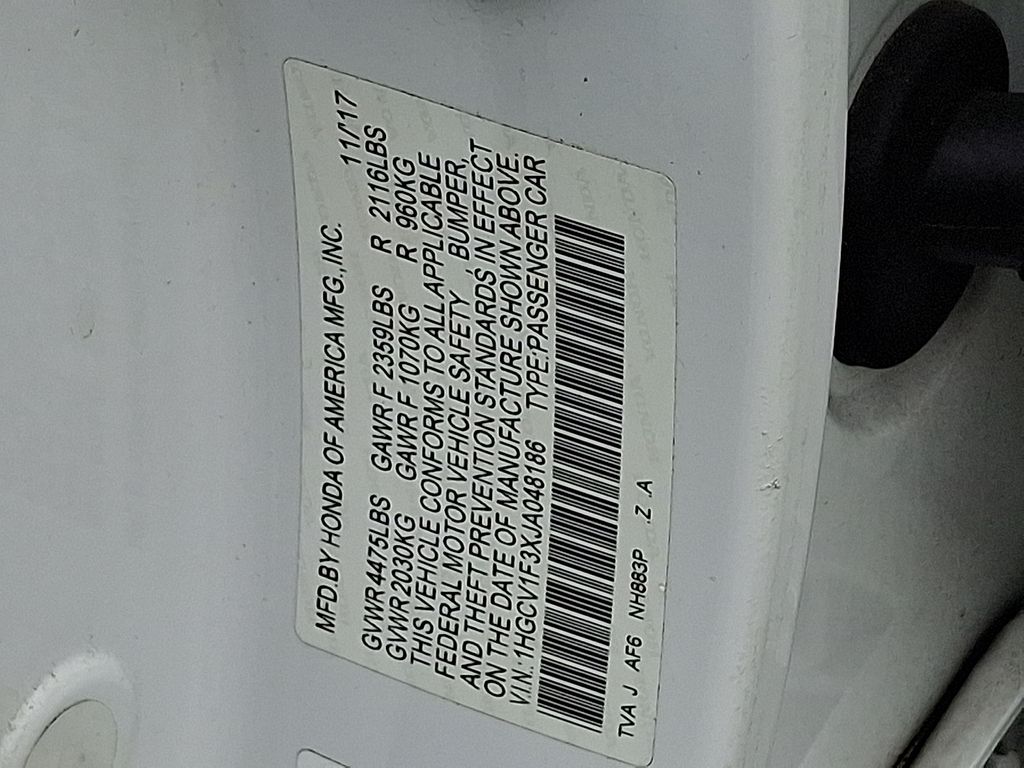 MFD.BY HONDA OF AMERICA MFG.,INC. 11/'17
GVWR 4475LBS GAWR F 2359LBS R 2116LBS
GVWR 2030KG GAWR F 1070KG R 960KG
THIS VEHICLE CONFORMS TO ALL APPLICABLE
FEDERAL MOTOR VEHICLE SAFETY , BUMPER,
AND THEFT PREVENTION STANDARDS IN EFFECT
ON THE DATE OF MANUFACTURE SHOWN ABOVE.
V.I.N.:1HGCV1F3XJA048186 TYPE:PASSENGER CAR
TVA J AF6 NH883P .Z .A